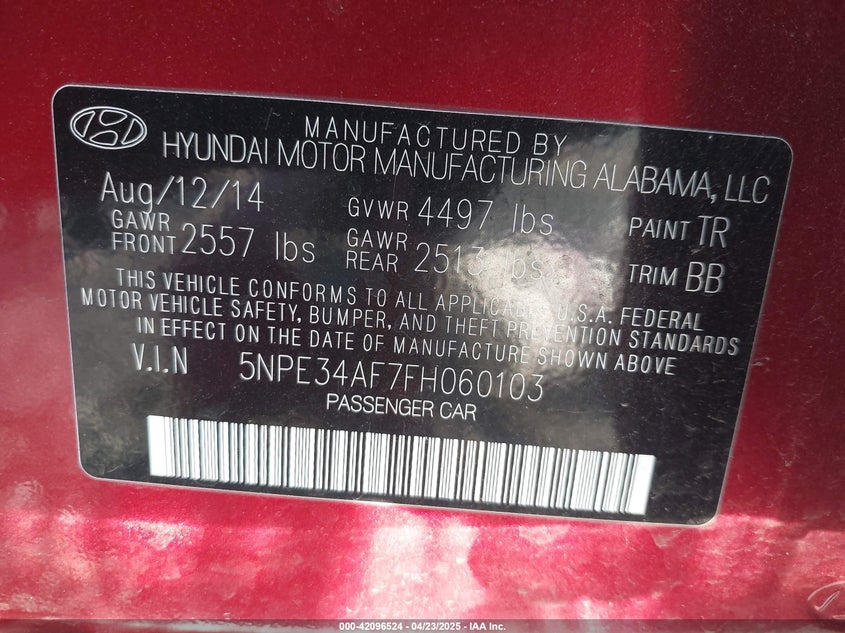 MANUFACTURED BY
HYUNDAI MOTOR MANUFACTURING ALABAMA, LLC
Aug/12/14 GVWR 4497 lbs PAINT TR
GAWR FRONT 2557 lbs GAWR REAR 2513 lbs TRIM BB
THIS VEHICLE CONFORMS TO ALL APPLICABLE U.S.A. FEDERAL
MOTOR VEHICLE SAFETY, BUMPER, AND THEFT PREVENTION STANDARDS
IN EFFECT ON THE DATE OF MANUFACTURE SHOWN ABOVE
V.I.N 5NPE34AF7FH060103
PASSENGER CAR
000-42096524 - 04/23/2025 - IAA Inc.